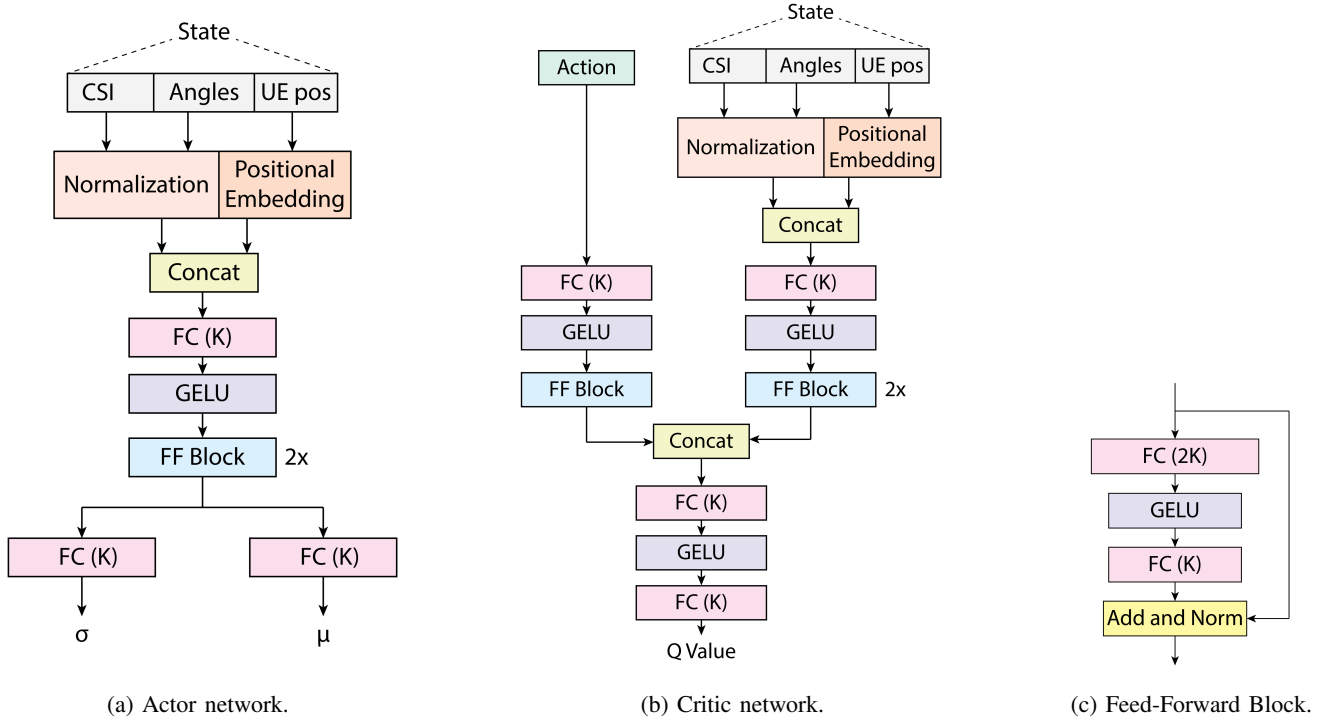 State
CSI
Angles
UE pos
Normalization
Positional
Embedding
Concat
FC (K)
GELU
FF Block
2x
FC (K)
FC (K)
σ
μ
(a) Actor network.
State
Action
CSI
Angles
UE pos
Normalization
Positional
Embedding
Concat
FC (K)
FC (K)
GELU
GELU
FF Block
FF Block
2x
Concat
FC (K)
GELU
FC (K)
Q Value
(b) Critic network.
FC (2K)
GELU
FC (K)
Add and Norm
(c) Feed-Forward Block.